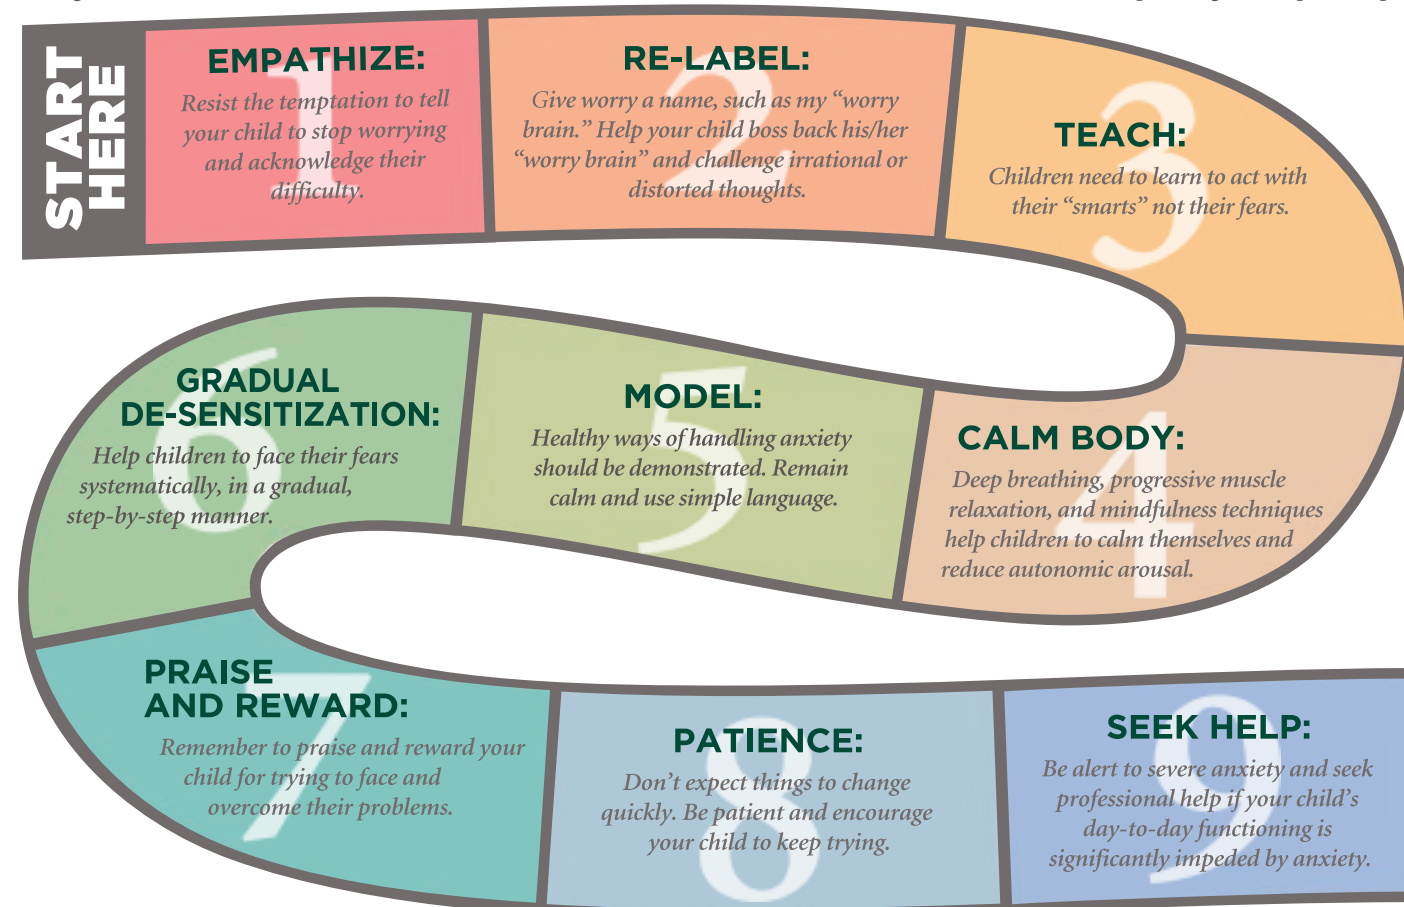 START
HERE
1
EMPATHIZE:
Resist the temptation to tell
your child to stop worrying
and acknowledge their
difficulty.
2
RE-LABEL:
Give worry a name, such as my “worry
brain.” Help your child boss back his/her
“worry brain” and challenge irrational or
distorted thoughts.
3
TEACH:
Children need to learn to act with
their “smarts” not their fears.
4
CALM BODY:
Deep breathing, progressive muscle
relaxation, and mindfulness techniques
help children to calm themselves and
reduce autonomic arousal.
5
MODEL:
Healthy ways of handling anxiety
should be demonstrated. Remain
calm and use simple language.
6
GRADUAL
DE-SENSITIZATION:
Help children to face their fears
systematically, in a gradual,
step-by-step manner.
7
PRAISE
AND REWARD:
Remember to praise and reward your
child for trying to face and
overcome their problems.
8
PATIENCE:
Don’t expect things to change
quickly. Be patient and encourage
your child to keep trying.
9
SEEK HELP:
Be alert to severe anxiety and seek
professional help if your child’s
day-to-day functioning is
significantly impeded by anxiety.